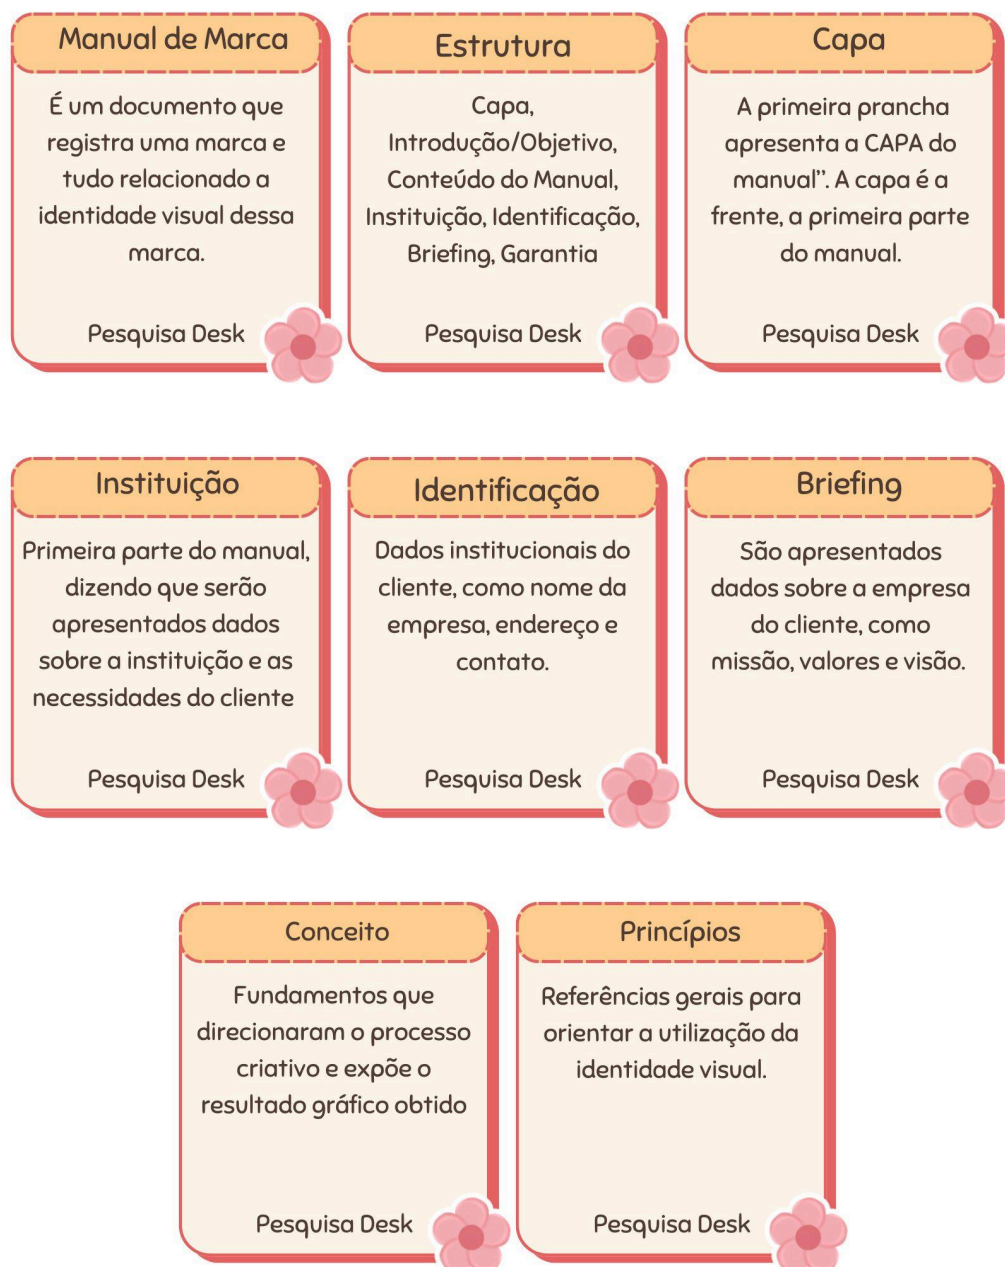 Manual de Marca
É um documento que
registra uma marca e
tudo relacionado a
identidade visual dessa
marca.
Pesquisa Desk
Estrutura
Capa,
Introdução/Objetivo,
Conteúdo do Manual,
Instituição, Identificação,
Briefing, Garantia
Pesquisa Desk
Capa
A primeira prancha
apresenta a CAPA do
manual”. A capa é a
frente, a primeira parte
do manual.
Pesquisa Desk
Instituição
Primeira parte do manual,
dizendo que serão
apresentados dados
sobre a instituição e as
necessidades do cliente
Pesquisa Desk
Identificação
Dados institucionais do
cliente, como nome da
empresa, endereço e
contato.
Pesquisa Desk
Briefing
São apresentados
dados sobre a empresa
do cliente, como
missão, valores e visão.
Pesquisa Desk
Conceito
Fundamentos que
direcionaram o processo
criativo e expõe o
resultado gráfico obtido
Pesquisa Desk
Princípios
Referências gerais para
orientar a utilização da
identidade visual.
Pesquisa Desk